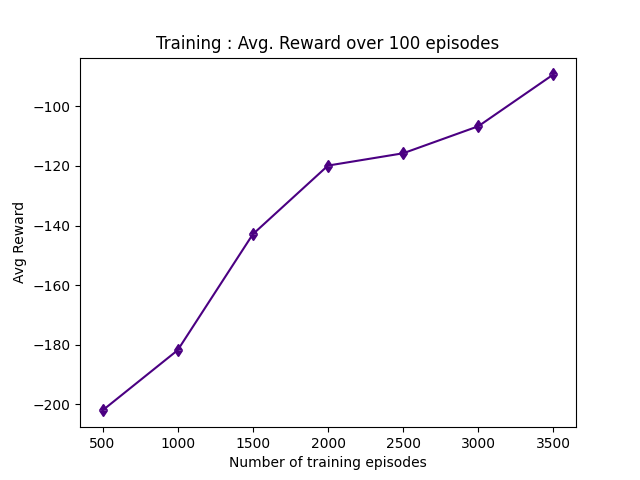 Training : Avg. Reward over 100 episodes
Avg Reward
−100
−120
−140
−160
−180
−200
500 1000 1500 2000 2500 3000 3500
Number of training episodes